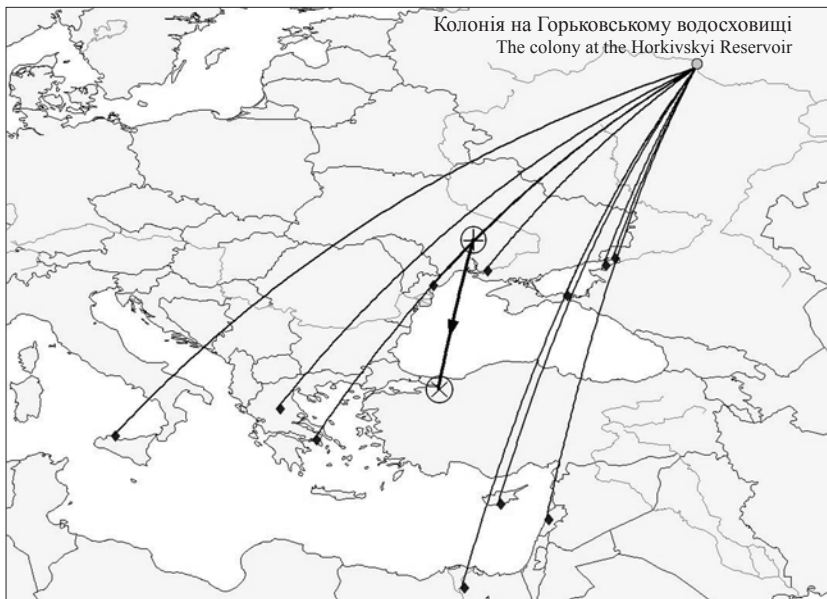 Колонія на Горьковському водосховищі
The colony at the Horkivskyi Reservoir